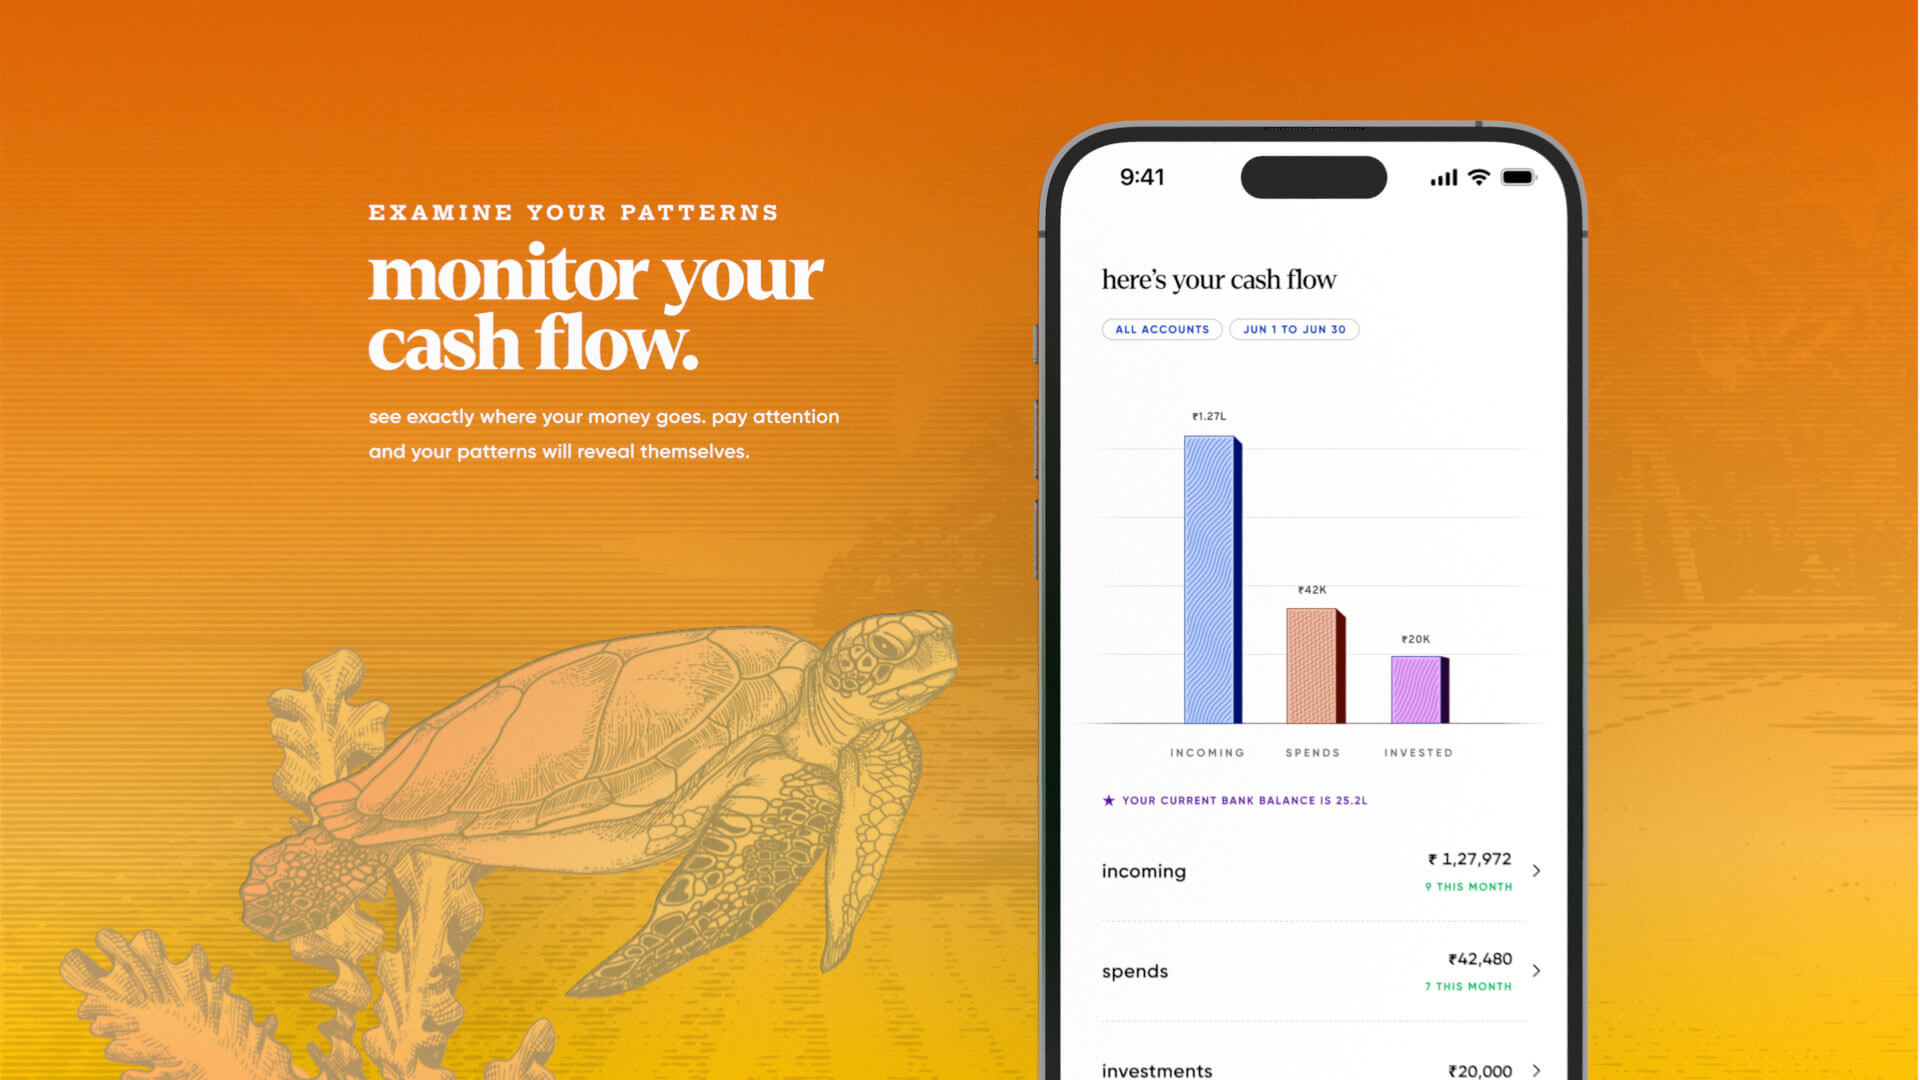 EXAMINE YOUR PATTERNS
monitor your
cash flow.
see exactly where your money goes. pay attention
and your patterns will reveal themselves.
9:41
here’s your cash flow
ALL ACCOUNTS
JUN 1 TO JUN 30
₹1.27L
₹42K
₹20K
INCOMING
SPENDS
INVESTED
YOUR CURRENT BANK BALANCE IS 25.2L
incoming
₹ 1,27,972
9 THIS MONTH
spends
₹42,480
7 THIS MONTH
investments
₹20,000